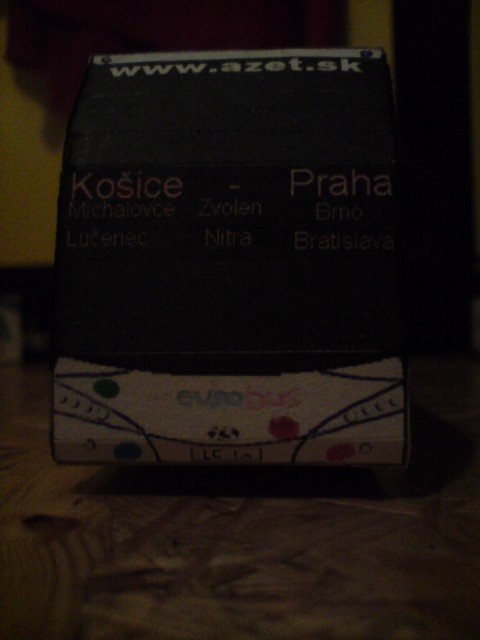 www.azet.sk
Košice - Praha
Michalovce Zvolen Brno
Lučenec Nitra Bratislava
eurobus